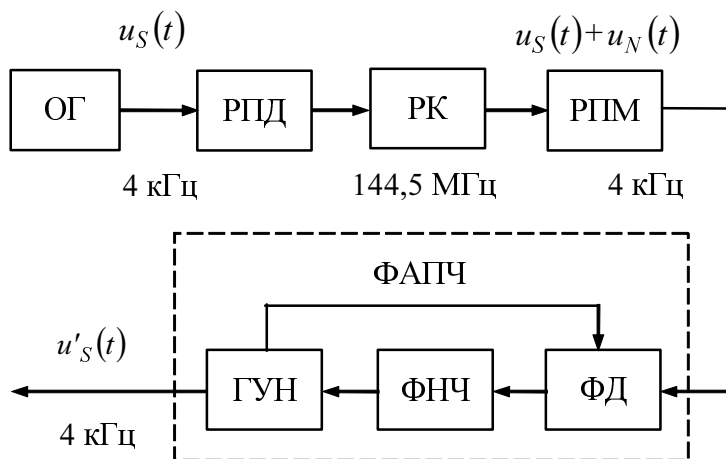 u_S(t)
u_S(t)+u_N(t)
ОГ
РПД
РК
РПМ
4 кГц
144,5 МГц
4 кГц
ФАПЧ
u'_S(t)
ГУН
ФНЧ
ФД
4 кГц